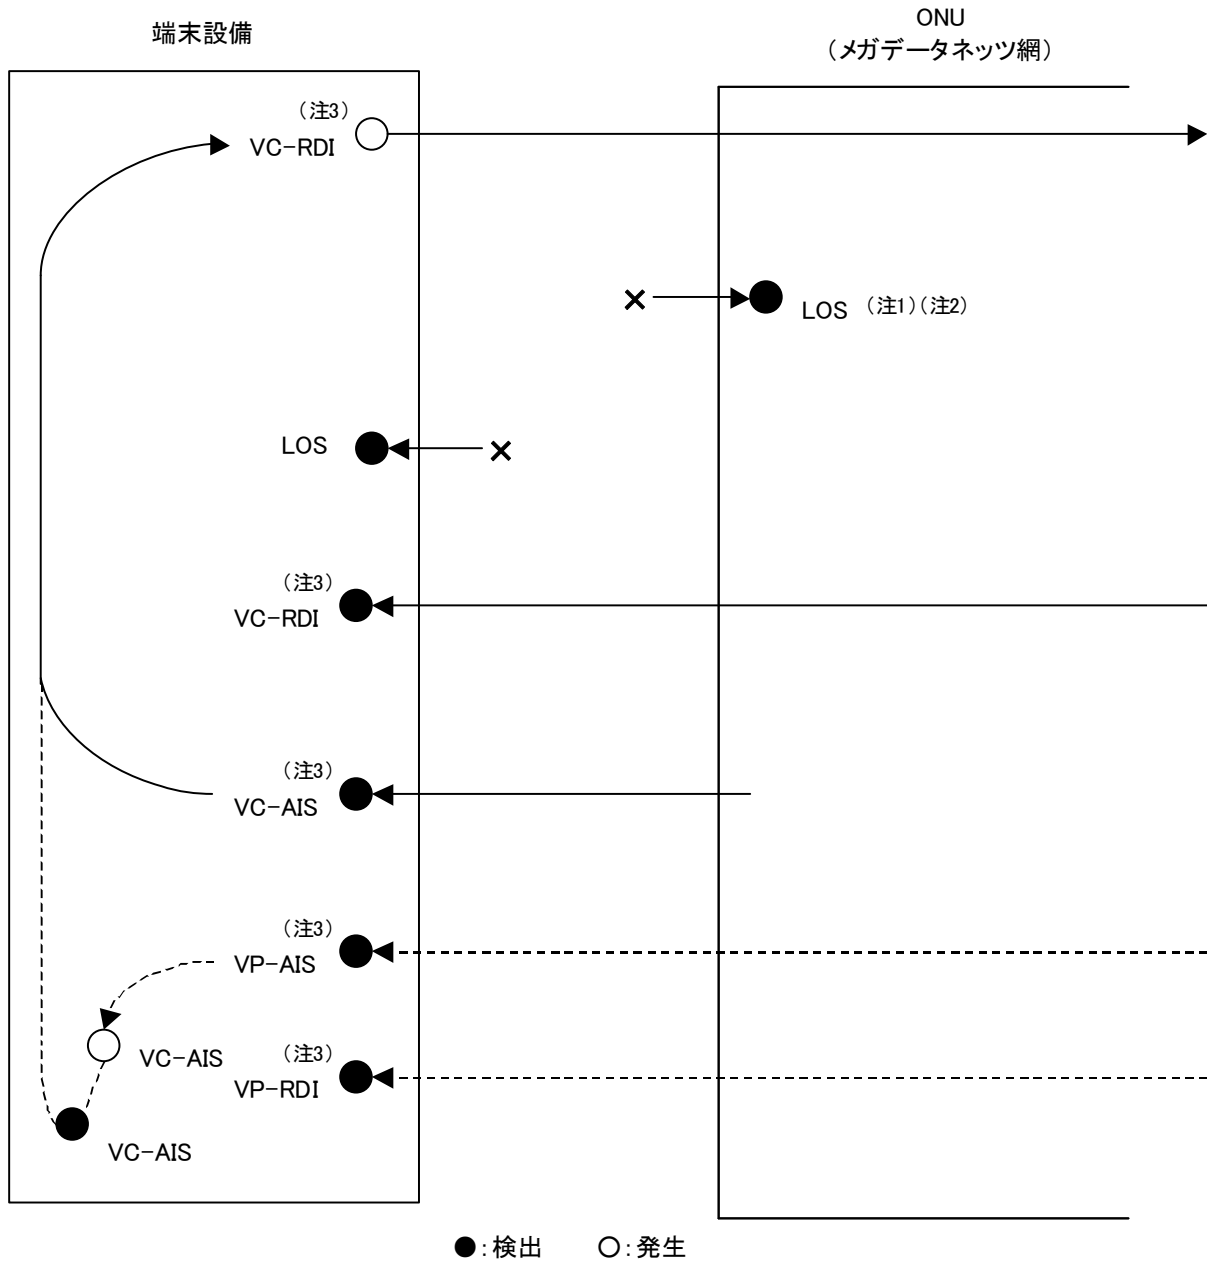 端末設備
ONU
（メガデータネッツ網）
（注3）
VC-RDI
LOS （注1）（注2）
LOS
（注3）
VC-RDI
（注3）
VC-AIS
（注3）
VP-AIS
VC-AIS
（注3）
VP-RDI
VC-AIS
●：検出 ○：発生